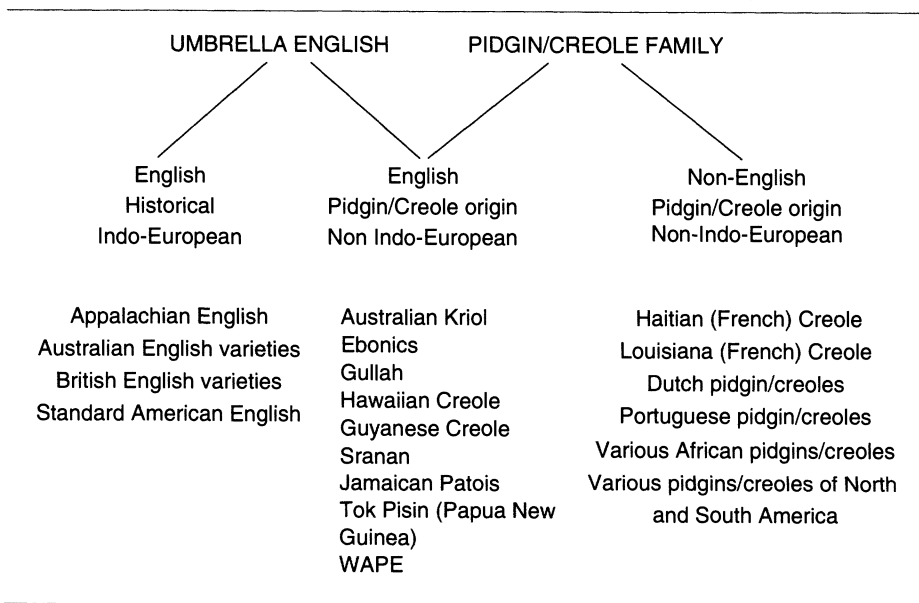 UMBRELLA ENGLISH
PIDGIN/CREOLE FAMILY
English
Historical
Indo-European
English
Pidgin/Creole origin
Non Indo-European
Non-English
Pidgin/Creole origin
Non-Indo-European
Appalachian English
Australian English varieties
British English varieties
Standard American English
Australian Kriol
Ebonics
Gullah
Hawaiian Creole
Guyanese Creole
Sranan
Jamaican Patois
Tok Pisin (Papua New
Guinea)
WAPE
Haitian (French) Creole
Louisiana (French) Creole
Dutch pidgin/creoles
Portuguese pidgin/creoles
Various African pidgins/creoles
Various pidgins/creoles of North
and South America